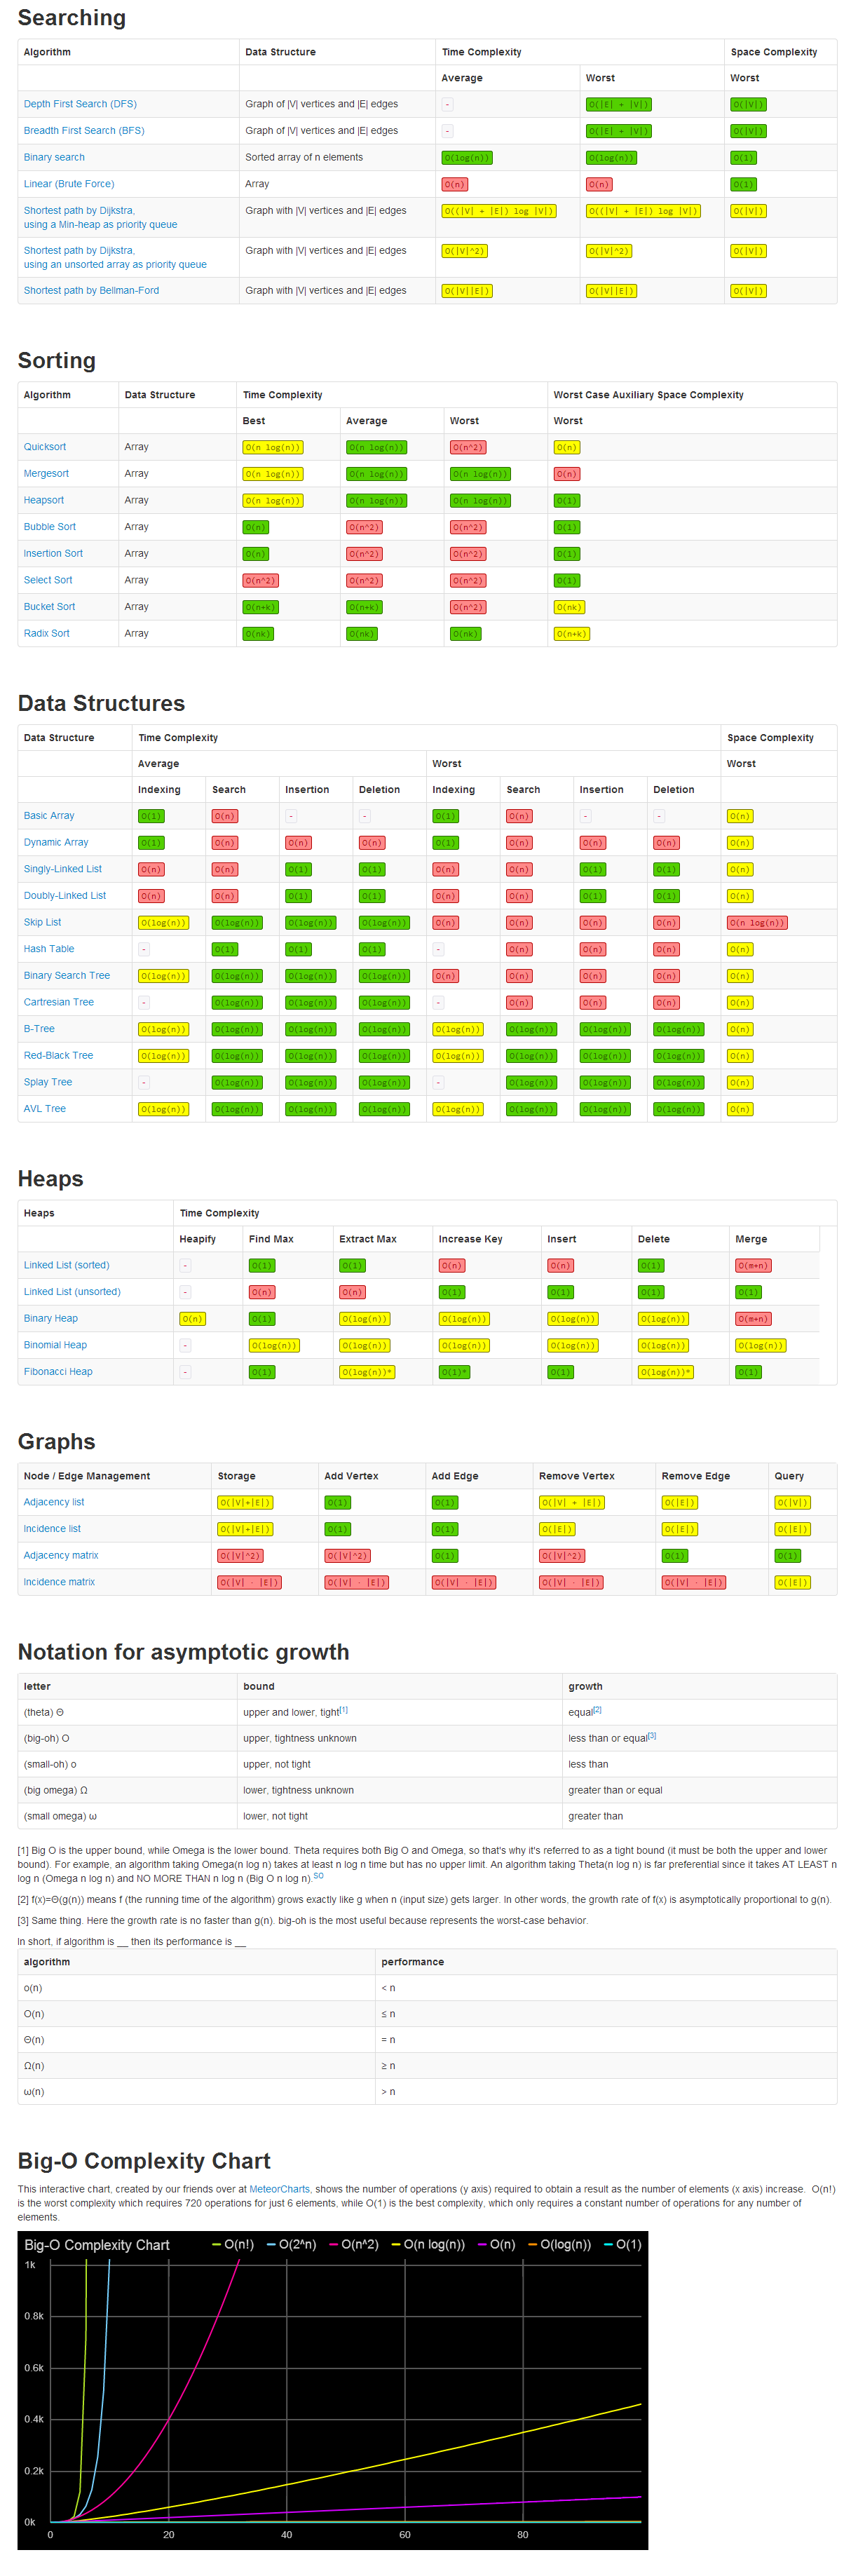 Searching
Algorithm Data Structure Time Complexity Space Complexity
Average Worst Worst
Depth First Search (DFS) Graph of |V| vertices and |E| edges - O(|E| + |V|) O(|V|)
Breadth First Search (BFS) Graph of |V| vertices and |E| edges - O(|E| + |V|) O(|V|)
Binary search Sorted array of n elements O(log(n)) O(log(n)) O(1)
Linear (Brute Force) Array O(n) O(n) O(1)
Shortest path by Dijkstra, Graph with |V| vertices and |E| edges O((|V| + |E|) log |V|) O((|V| + |E|) log |V|) O(|V|)
using a Min-heap as priority queue
Shortest path by Dijkstra, Graph with |V| vertices and |E| edges O(|V|^2) O(|V|^2) O(|V|)
using an unsorted array as priority queue
Shortest path by Bellman-Ford Graph with |V| vertices and |E| edges O(|V||E|) O(|V||E|) O(|V|)
Sorting
Algorithm Data Structure Time Complexity Worst Case Auxiliary Space Complexity
Best Average Worst Worst
Quicksort Array O(n log(n)) O(n log(n)) O(n^2) O(n)
Mergesort Array O(n log(n)) O(n log(n)) O(n log(n)) O(n)
Heapsort Array O(n log(n)) O(n log(n)) O(n log(n)) O(1)
Bubble Sort Array O(n) O(n^2) O(n^2) O(1)
Insertion Sort Array O(n) O(n^2) O(n^2) O(1)
Select Sort Array O(n^2) O(n^2) O(n^2) O(1)
Bucket Sort Array O(n+k) O(n+k) O(n^2) O(nk)
Radix Sort Array O(nk) O(nk) O(nk) O(n+k)
Data Structures
Data Structure Time Complexity Space Complexity
Average Worst Worst
Indexing Search Insertion Deletion Indexing Search Insertion Deletion
Basic Array O(1) O(n) - - O(1) O(n) - - O(n)
Dynamic Array O(1) O(n) O(n) O(n) O(1) O(n) O(n) O(n) O(n)
Singly-Linked List O(n) O(n) O(1) O(1) O(n) O(n) O(1) O(1) O(n)
Doubly-Linked List O(n) O(n) O(1) O(1) O(n) O(n) O(1) O(1) O(n)
Skip List O(log(n)) O(log(n)) O(log(n)) O(log(n)) O(n) O(n) O(n) O(n) O(n log(n))
Hash Table - O(1) O(1) O(1) - O(n) O(n) O(n) O(n)
Binary Search Tree O(log(n)) O(log(n)) O(log(n)) O(log(n)) O(n) O(n) O(n) O(n) O(n)
Cartresian Tree - O(log(n)) O(log(n)) O(log(n)) - O(n) O(n) O(n) O(n)
B-Tree O(log(n)) O(log(n)) O(log(n)) O(log(n)) O(log(n)) O(log(n)) O(log(n)) O(log(n)) O(n)
Red-Black Tree O(log(n)) O(log(n)) O(log(n)) O(log(n)) O(log(n)) O(log(n)) O(log(n)) O(log(n)) O(n)
Splay Tree - O(log(n)) O(log(n)) O(log(n)) - O(log(n)) O(log(n)) O(log(n)) O(n)
AVL Tree O(log(n)) O(log(n)) O(log(n)) O(log(n)) O(log(n)) O(log(n)) O(log(n)) O(log(n)) O(n)
Heaps
Heaps Time Complexity
Heapify Find Max Extract Max Increase Key Insert Delete Merge
Linked List (sorted) - O(1) O(1) O(n) O(n) O(1) O(m+n)
Linked List (unsorted) - O(n) O(n) O(1) O(1) O(1) O(1)
Binary Heap O(n) O(1) O(log(n)) O(log(n)) O(log(n)) O(log(n)) O(m+n)
Binomial Heap - O(log(n)) O(log(n)) O(log(n)) O(log(n)) O(log(n)) O(log(n))
Fibonacci Heap - O(1) O(log(n))* O(1)* O(1) O(log(n))* O(1)
Graphs
Node / Edge Management Storage Add Vertex Add Edge Remove Vertex Remove Edge Query
Adjacency list O(|V|+|E|) O(1) O(1) O(|V| + |E|) O(|E|) O(|V|)
Incidence list O(|V|+|E|) O(1) O(1) O(|E|) O(|E|) O(|E|)
Adjacency matrix O(|V|^2) O(|V|^2) O(1) O(|V|^2) O(1) O(1)
Incidence matrix O(|V| · |E|) O(|V| · |E|) O(|V| · |E|) O(|V| · |E|) O(|V| · |E|) O(|E|)
Notation for asymptotic growth
letter bound growth
(theta) Θ upper and lower, tight[1] equal[2]
(big-oh) O upper, tightness unknown less than or equal[3]
(small-oh) o upper, not tight less than
(big omega) Ω lower, tightness unknown greater than or equal
(small omega) ω lower, not tight greater than
[1] Big O is the upper bound, while Omega is the lower bound. Theta requires both Big O and Omega, so that's why it's referred to as a tight bound (it must be both the upper and lower
bound). For example, an algorithm taking Omega(n log n) takes at least n log n time but has no upper limit. An algorithm taking Theta(n log n) is far preferential since it takes AT LEAST n
log n (Omega n log n) and NO MORE THAN n log n (Big O n log n).SO
[2] f(x)=Θ(g(n)) means f (the running time of the algorithm) grows exactly like g when n (input size) gets larger. In other words, the growth rate of f(x) is asymptotically proportional to g(n).
[3] Same thing. Here the growth rate is no faster than g(n). big-oh is the most useful because represents the worst-case behavior.
In short, if algorithm is __ then its performance is __
algorithm performance
o(n) < n
O(n) ≤ n
Θ(n) = n
Ω(n) ≥ n
ω(n) > n
Big-O Complexity Chart
This interactive chart, created by our friends over at MeteorCharts, shows the number of operations (y axis) required to obtain a result as the number of elements (x axis) increase. O(n!)
is the worst complexity which requires 720 operations for just 6 elements, while O(1) is the best complexity, which only requires a constant number of operations for any number of
elements.
Big-O Complexity Chart O(n!) O(2^n) O(n^2) O(n log(n)) O(n) O(log(n)) O(1)
1k
0.8k
0.6k
0.4k
0.2k
0k
0 20 40 60 80